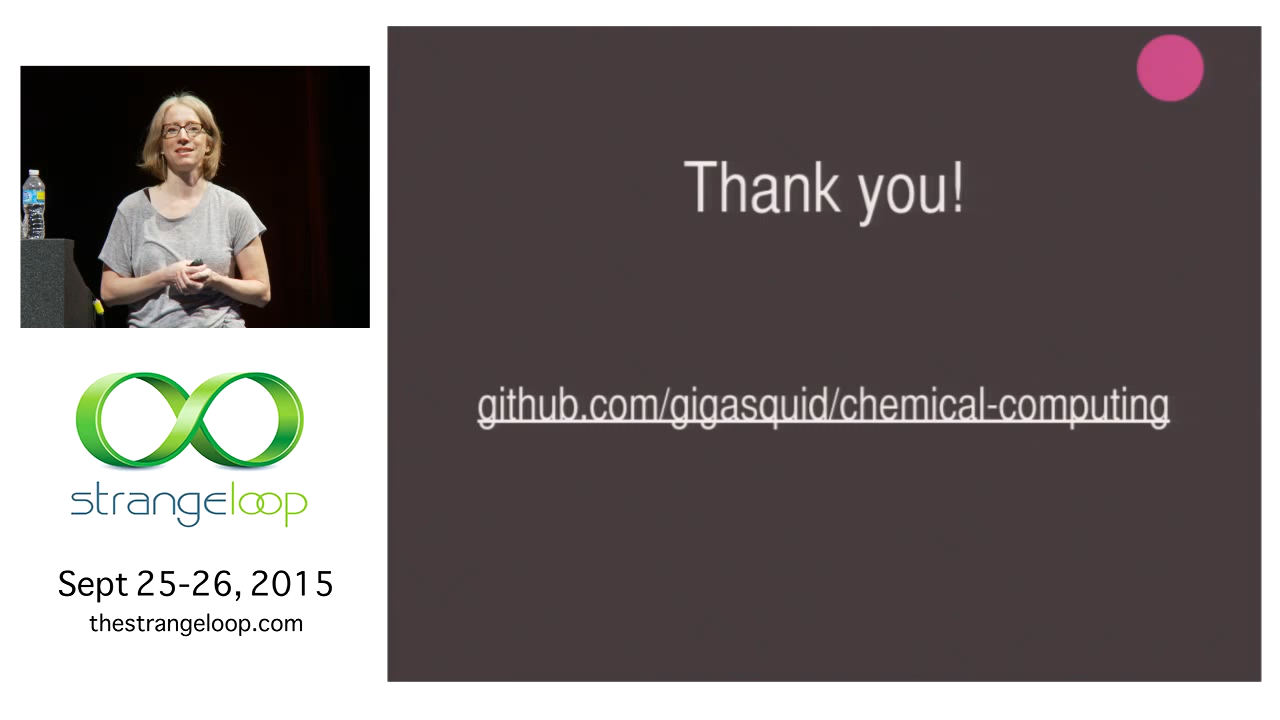 Thank you!
github.com/gigasquid/chemical-computing
strangeloop
Sept 25-26, 2015
thestrangeloop.com